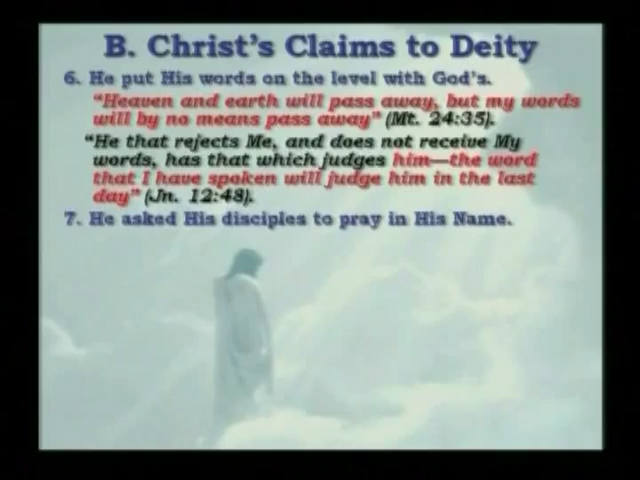 B. Christ's Claims to Deity
6. He put His words on the level with God's.
"Heaven and earth will pass away, but my words
will by no means pass away" (Mt. 24:35).
"He that rejects Me, and does not receive My
words, has that which judges him—the word
that I have spoken will judge him in the last
day" (Jn. 12:48).
7. He asked His disciples to pray in His Name.